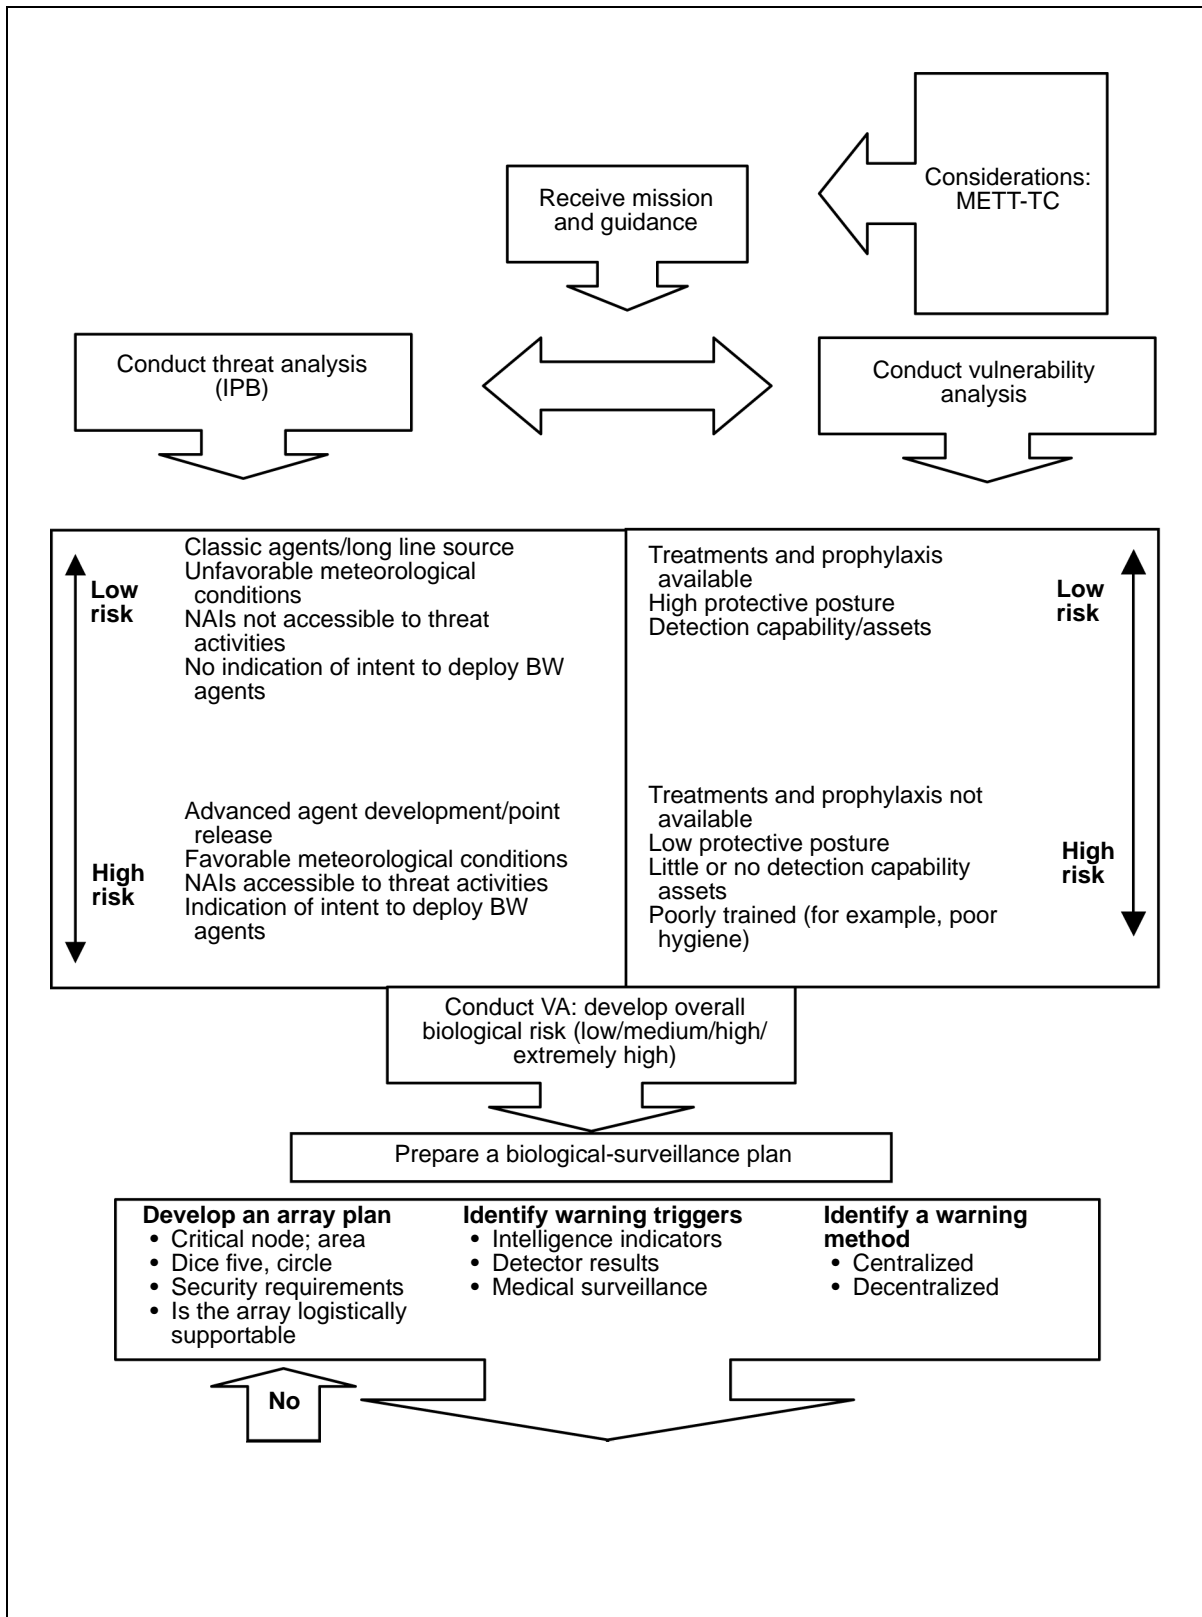 Considerations:
METT-TC
Receive mission
and guidance
Conduct threat analysis
(IPB)
Conduct vulnerability
analysis
Low
risk
Classic agents/long line source
Unfavorable meteorological
conditions
NAIs not accessible to threat
activities
No indication of intent to deploy BW
agents
High
risk
Advanced agent development/point
release
Favorable meteorological conditions
NAIs accessible to threat activities
Indication of intent to deploy BW
agents
Treatments and prophylaxis
available
High protective posture
Detection capability/assets
Low
risk
Treatments and prophylaxis not
available
Low protective posture
Little or no detection capability
assets
Poorly trained (for example, poor
hygiene)
High
risk
Conduct VA: develop overall
biological risk (low/medium/high/
extremely high)
Prepare a biological-surveillance plan
Develop an array plan
• Critical node; area
• Dice five, circle
• Security requirements
• Is the array logistically
supportable
Identify warning triggers
• Intelligence indicators
• Detector results
• Medical surveillance
Identify a warning
method
• Centralized
• Decentralized
No